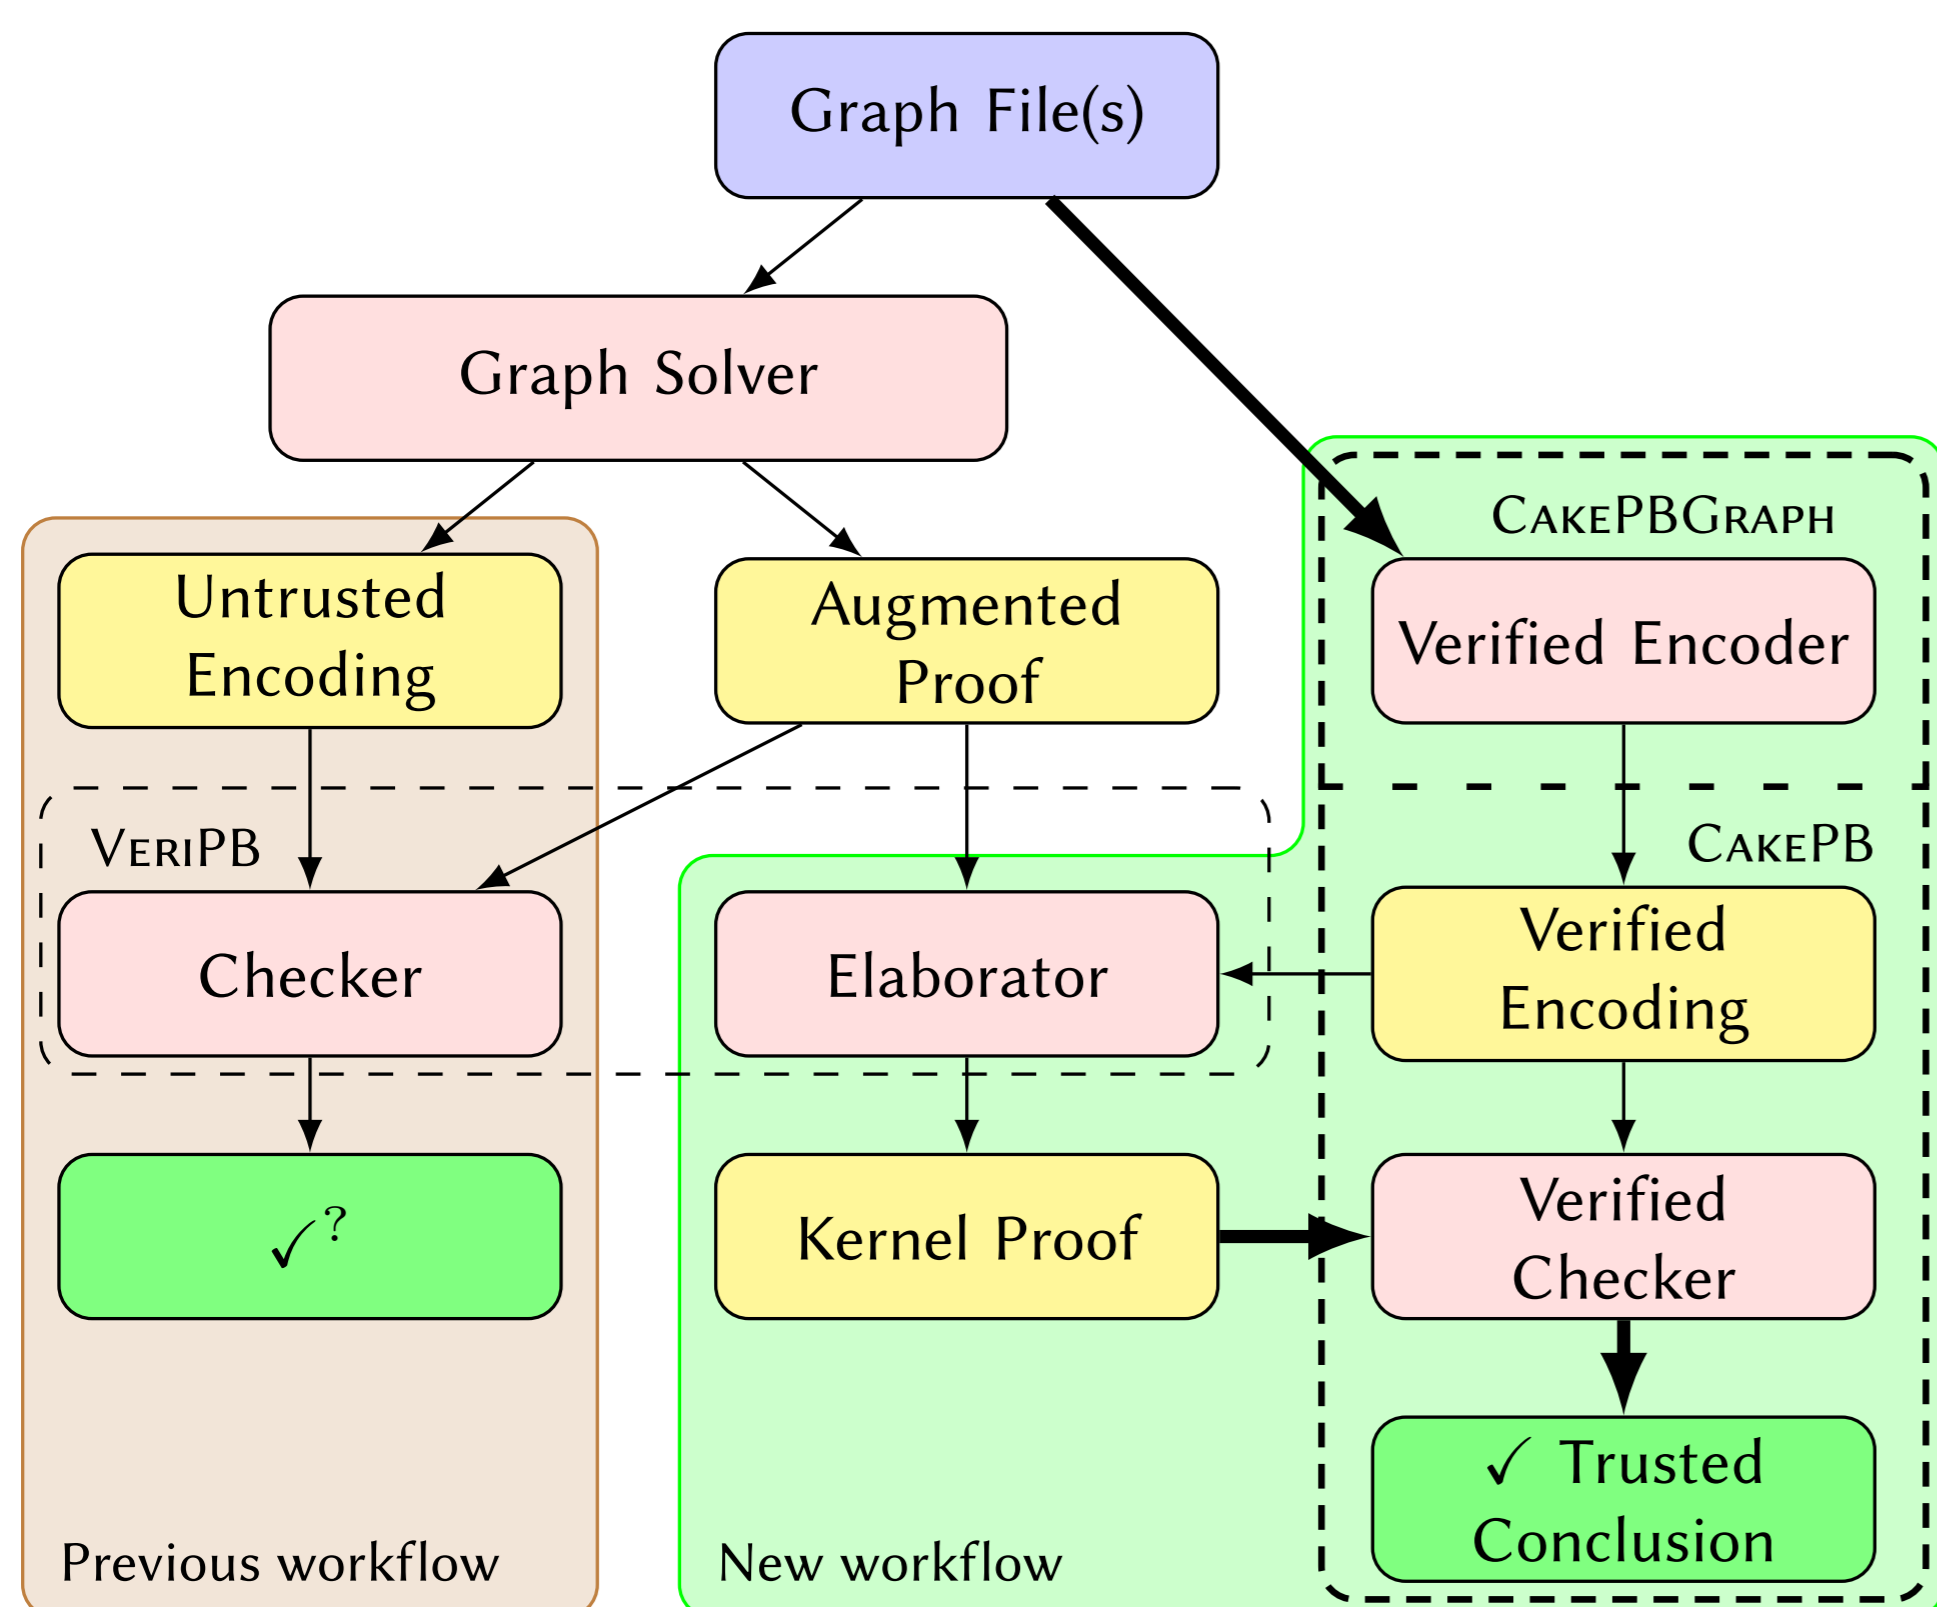 Graph File(s)
Graph Solver
CakePBGraph
Untrusted
Encoding
Augmented
Proof
Verified Encoder
VeriPB
CakePB
Checker
Elaborator
Verified
Encoding
✓?
Kernel Proof
Verified
Checker
✓ Trusted
Conclusion
Previous workflow
New workflow